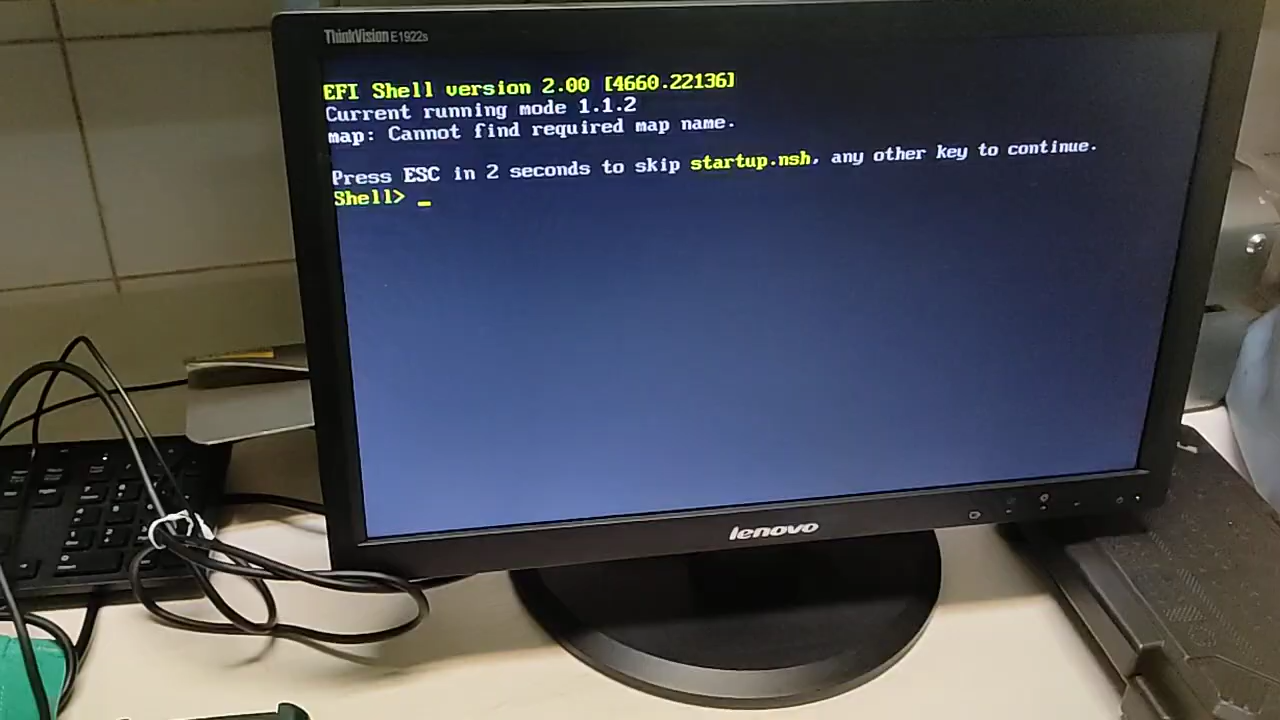 ThinkVision E1922s
EFI Shell version 2.00 [4660.22136]
Current running mode 1.1.2
map: Cannot find required map name.
Press ESC in 2 seconds to skip startup.nsh, any other key to continue.
Shell> _
lenovo